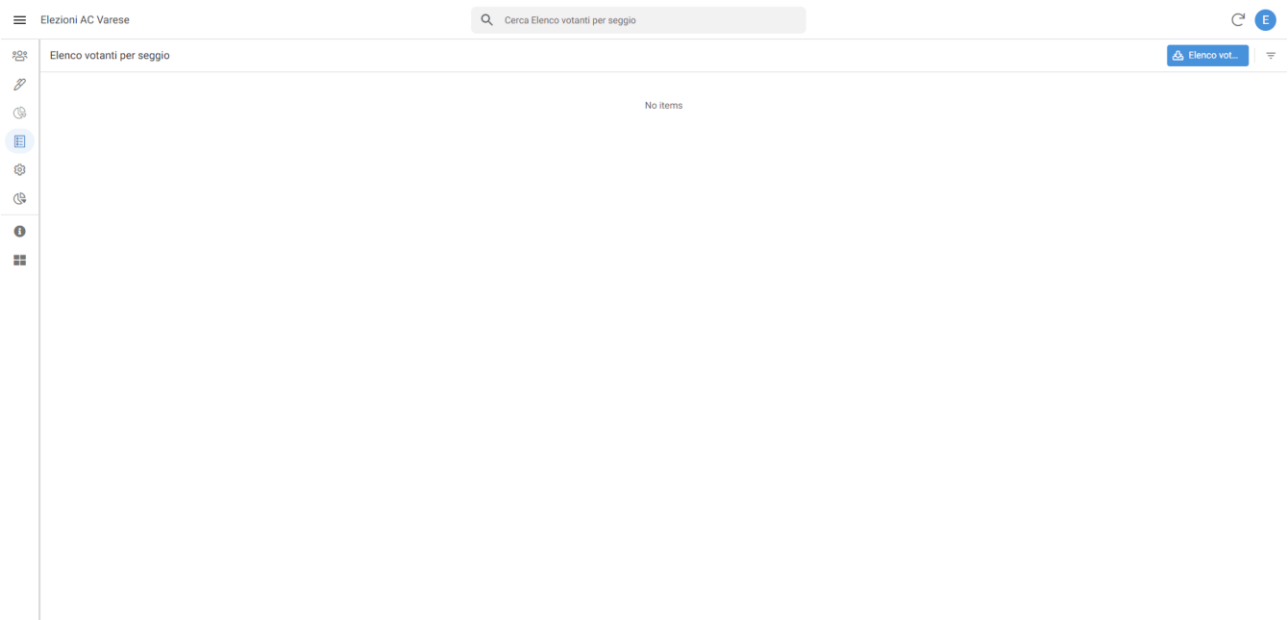 Elezioni AC Varese
Cerca Elenco votanti per seggio
E
Elenco votanti per seggio
Elenco vot...
No items